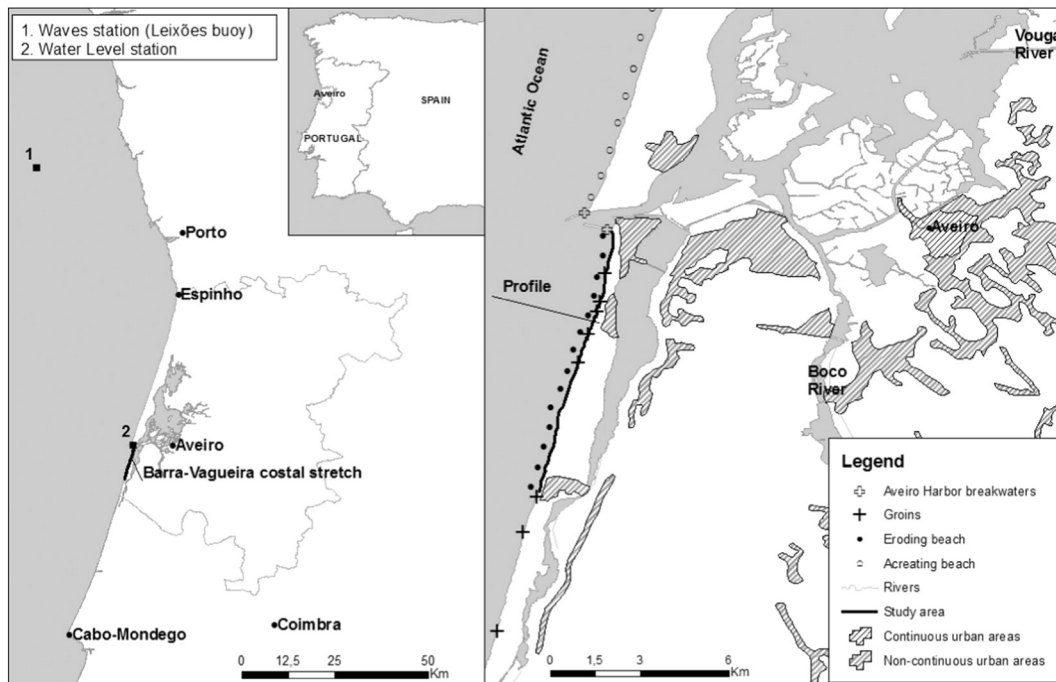 1. Waves station (Leixões buoy)
2. Water Level station
Aveiro
SPAIN
PORTUGAL
1
Porto
Espinho
2
Aveiro
Barra-Vagueira costal stretch
Cabo-Mondego
Coimbra
0 12,5 25 50
Km
Atlantic Ocean
Vouga
River
Aveiro
Profile
Boco
River
0 1,5 3 6
Km
Legend
Aveiro Harbor breakwaters
Groins
Eroding beach
Acreating beach
Rivers
Study area
Continuous urban areas
Non-continuous urban areas